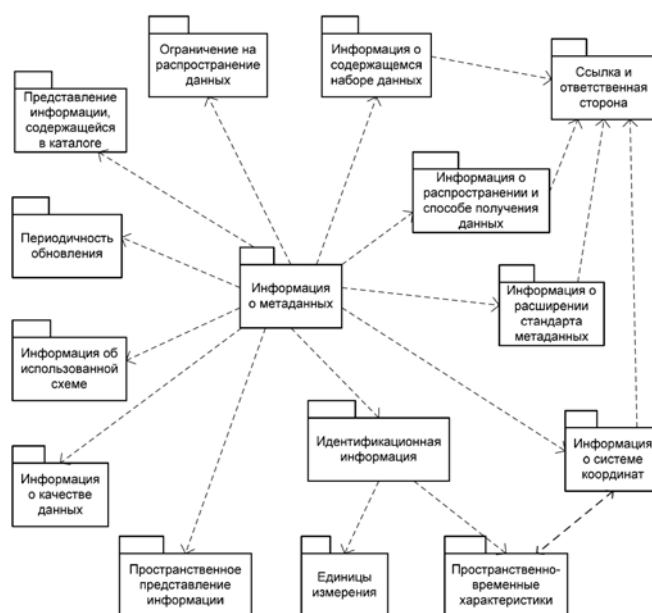 Ограничение на
распространение
данных
Информация о
содержащемся
наборе данных
Ссылка и
ответственная
сторона
Представление
информации,
содержащейся
в каталоге
Информация о
распространении и
способе получения
данных
Периодичность
обновления
Информация
о метаданных
Информация о
расширении
стандарта
метаданных
Информация об
использованной
схеме
Идентификационная
информация
Информация
о системе
координат
Информация
о качестве
данных
Пространственное
представление
информации
Единицы
измерения
Пространственно-
временные
характеристики